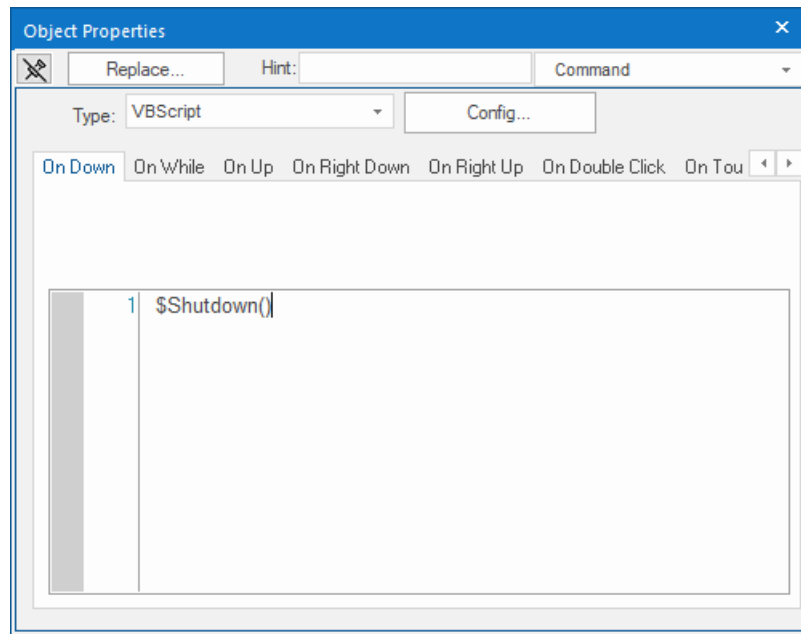 Object Properties
Replace... Hint: Command
Type: VBScript Config...
On Down On While On Up On Right Down On Right Up On Double Click On Tou
1 $Shutdown()